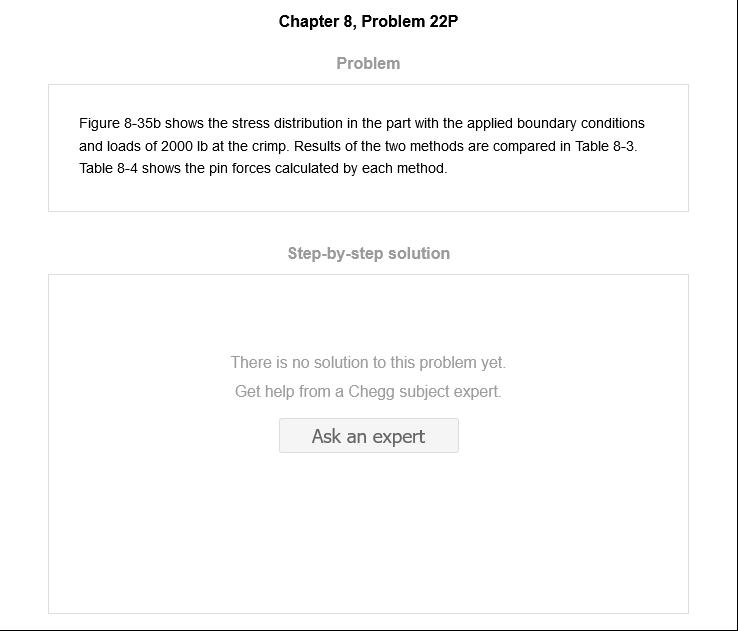 Chapter 8, Problem 22P
Problem
Figure 8-35b shows the stress distribution in the part with the applied boundary conditions
and loads of 2000 lb at the crimp. Results of the two methods are compared in Table 8-3.
Table 8-4 shows the pin forces calculated by each method.
Step-by-step solution
There is no solution to this problem yet.
Get help from a Chegg subject expert.
Ask an expert